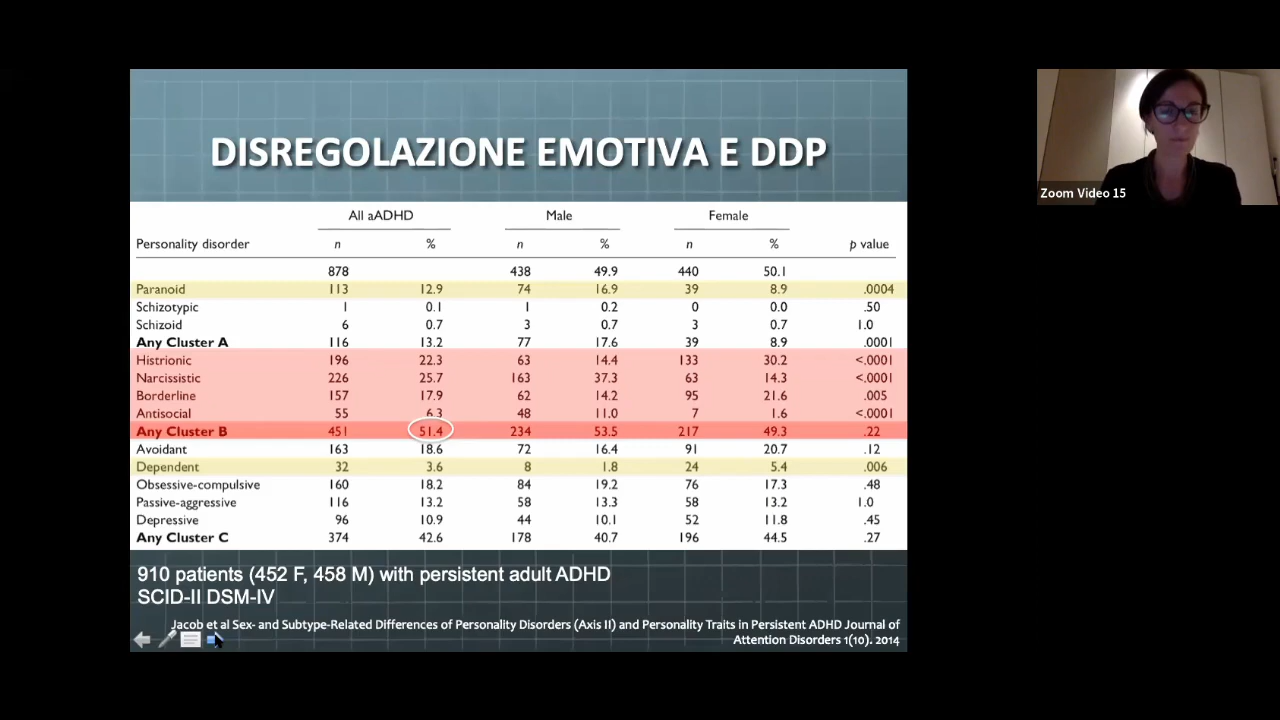 DISREGOLAZIONE EMOTIVA E DDP
All aADHD Male Female
Personality disorder n % n % n % p value
878 438 49.9 440 50.1
Paranoid 113 12.9 74 16.9 39 8.9 .0004
Schizotypic 1 0.1 1 0.2 0 0.0 .50
Schizoid 6 0.7 3 0.7 3 0.7 1.0
Any Cluster A 116 13.2 77 17.6 39 8.9 .0001
Histrionic 196 22.3 63 14.4 133 30.2 <.0001
Narcissistic 226 25.7 163 37.3 63 14.3 <.0001
Borderline 157 17.9 62 14.2 95 21.6 .005
Antisocial 55 6.3 48 11.0 7 1.6 <.0001
Any Cluster B 451 51.4 234 53.5 217 49.3 .22
Avoidant 163 18.6 72 16.4 91 20.7 .12
Dependent 32 3.6 8 1.8 24 5.4 .006
Obsessive-compulsive 160 18.2 84 19.2 76 17.3 .48
Passive-aggressive 116 13.2 58 13.3 58 13.2 1.0
Depressive 96 10.9 44 10.1 52 11.8 .45
Any Cluster C 374 42.6 178 40.7 196 44.5 .27
910 patients (452 F, 458 M) with persistent adult ADHD
SCID-II DSM-IV
Jacob et al Sex- and Subtype-Related Differences of Personality Disorders (Axis II) and Personality Traits in Persistent ADHD Journal of
Attention Disorders 1(10). 2014
Zoom Video 15